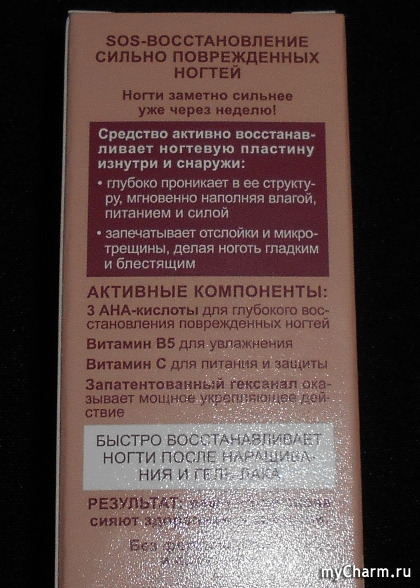 SOS-ВОССТАНОВЛЕНИЕ
СИЛЬНО ПОВРЕЖДЕННЫХ
НОГТЕЙ
Ногти заметно сильнее
уже через неделю!
Средство активно восстанав-
ливает ногтевую пластину
изнутри и снаружи:
• глубоко проникает в ее структу-
ру, мгновенно наполняя влагой,
питанием и силой
• запечатывает отслойки и микро-
трещины, делая ноготь гладким
и блестящим
АКТИВНЫЕ КОМПОНЕНТЫ:
3 АНА-кислоты для глубокого вос-
становления поврежденных ногтей
Витамин В5 для увлажнения
Витамин С для питания и защиты
Запатентованный гексанал ока-
зывает мощное укрепляющее дей-
ствие
БЫСТРО ВОССТАНАВЛИВАЕТ
НОГТИ ПОСЛЕ НАРАЩИВА-
НИЯ И ГЕЛЬ-ЛАКА
РЕЗУЛЬТАТ:
сияют
Без
myCharm.ru